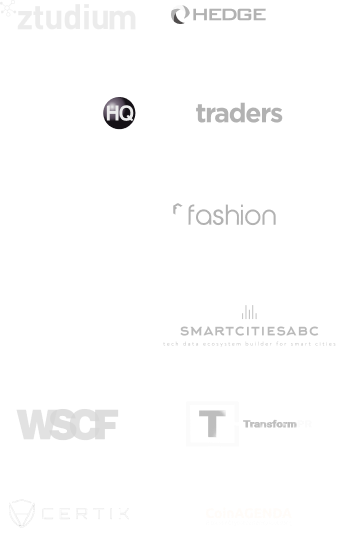 ztudium
HEDGE
HQ
traders
fashion
SMARTCITIESABC
tech data ecosystem builder for smart cities
WSCF
T Transform
CERTIK